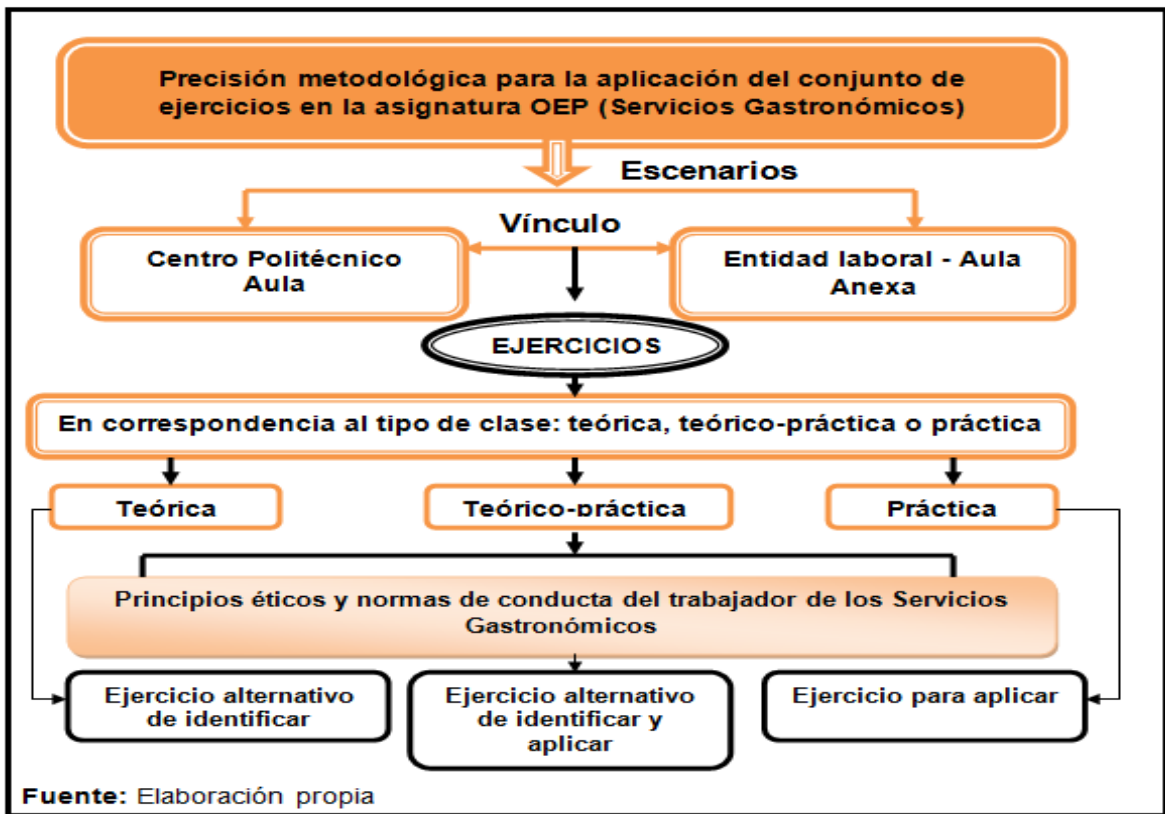 Precisión metodológica para la aplicación del conjunto de
ejercicios en la asignatura OEP (Servicios Gastronómicos)
Escenarios
Vínculo
Centro Politécnico
Aula
Entidad laboral - Aula
Anexa
EJERCICIOS
En correspondencia al tipo de clase: teórica, teórico-práctica o práctica
Teórica
Teórico-práctica
Práctica
Principios éticos y normas de conducta del trabajador de los Servicios
Gastronómicos
Ejercicio alternativo
de identificar
Ejercicio alternativo
de identificar y
aplicar
Ejercicio para aplicar
Fuente: Elaboración propia